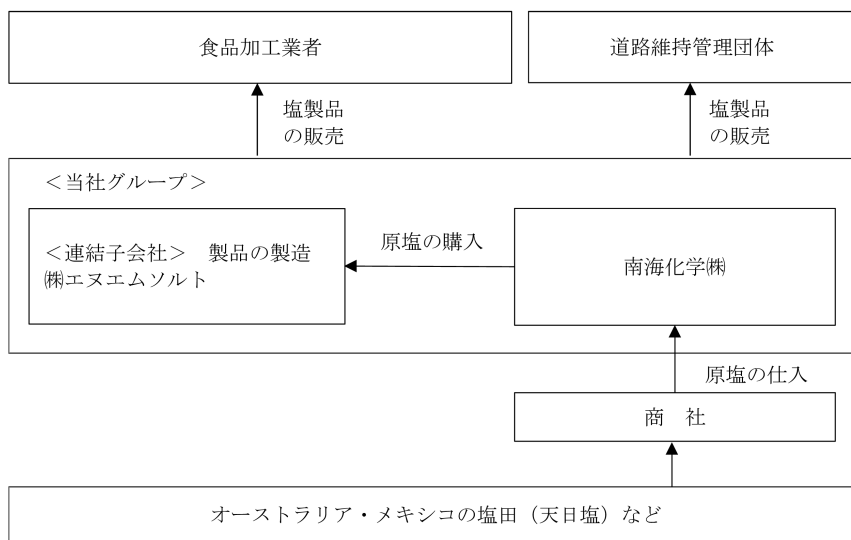 食品加工業者
道路維持管理団体
塩製品
の販売
塩製品
の販売
＜当社グループ＞
＜連結子会社＞　製品の製造
㈱エヌエムソルト
原塩の購入
南海化学㈱
原塩の仕入
商　社
オーストラリア・メキシコの塩田（天日塩）など